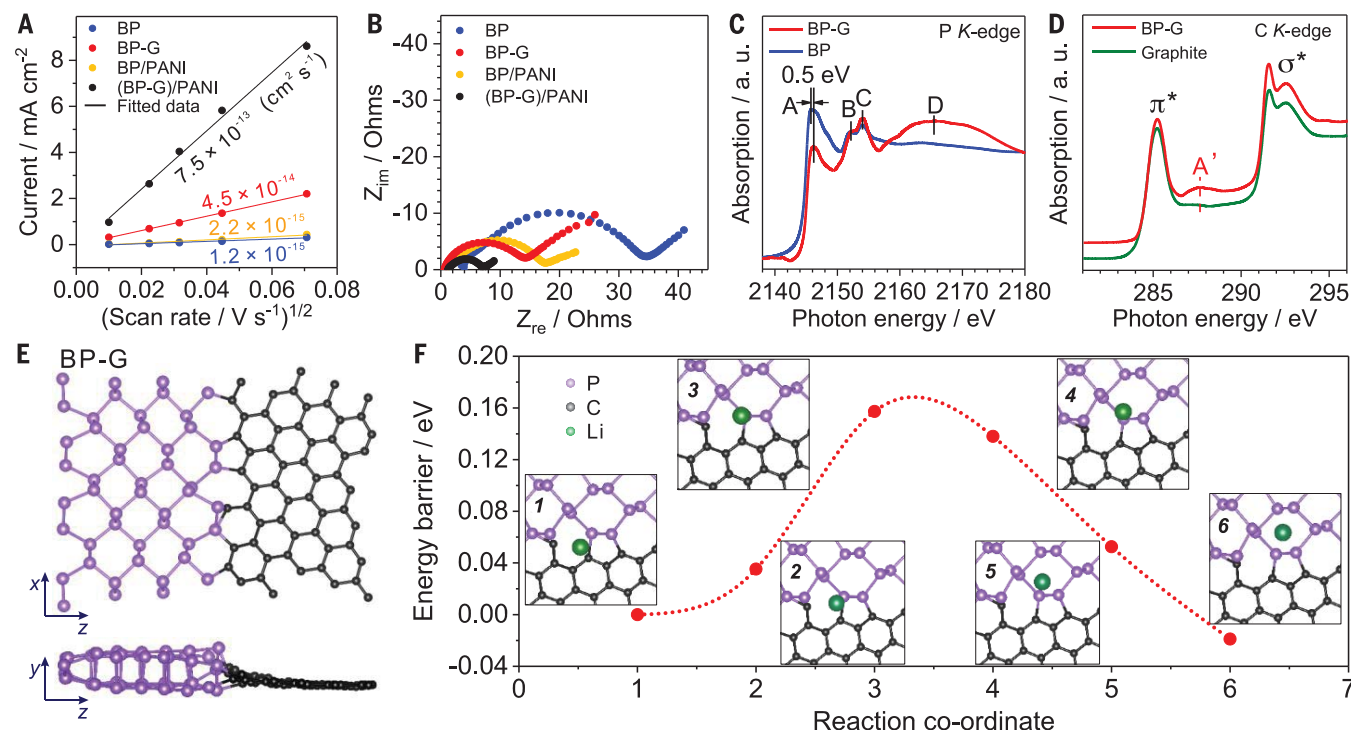 A
Current / mA cm⁻²
8
6
4
2
0
BP
BP-G
BP/PANI
(BP-G)/PANI
Fitted data
7.5 × 10⁻¹³ (cm² s⁻¹)
4.5 × 10⁻¹⁴
2.2 × 10⁻¹⁵
1.2 × 10⁻¹⁵
0.00 0.02 0.04 0.06 0.08
(Scan rate / V s⁻¹)¹/²
B
Z_im / Ohms
-40
-30
-20
-10
0
BP
BP-G
BP/PANI
(BP-G)/PANI
0 10 20 30 40
Z_re / Ohms
C
P K-edge
BP-G
BP
0.5 eV
A
B
C
D
Absorption / a. u.
2140 2150 2160 2170 2180
Photon energy / eV
D
C K-edge
BP-G
Graphite
σ*
π*
A’
Absorption / a. u.
285 290 295
Photon energy / eV
E
BP-G
x
z
y
z
F
Energy barrier / eV
0.20
0.16
0.12
0.08
0.04
0.00
-0.04
P
C
Li
1
2
3
4
5
6
0 1 2 3 4 5 6 7
Reaction co-ordinate